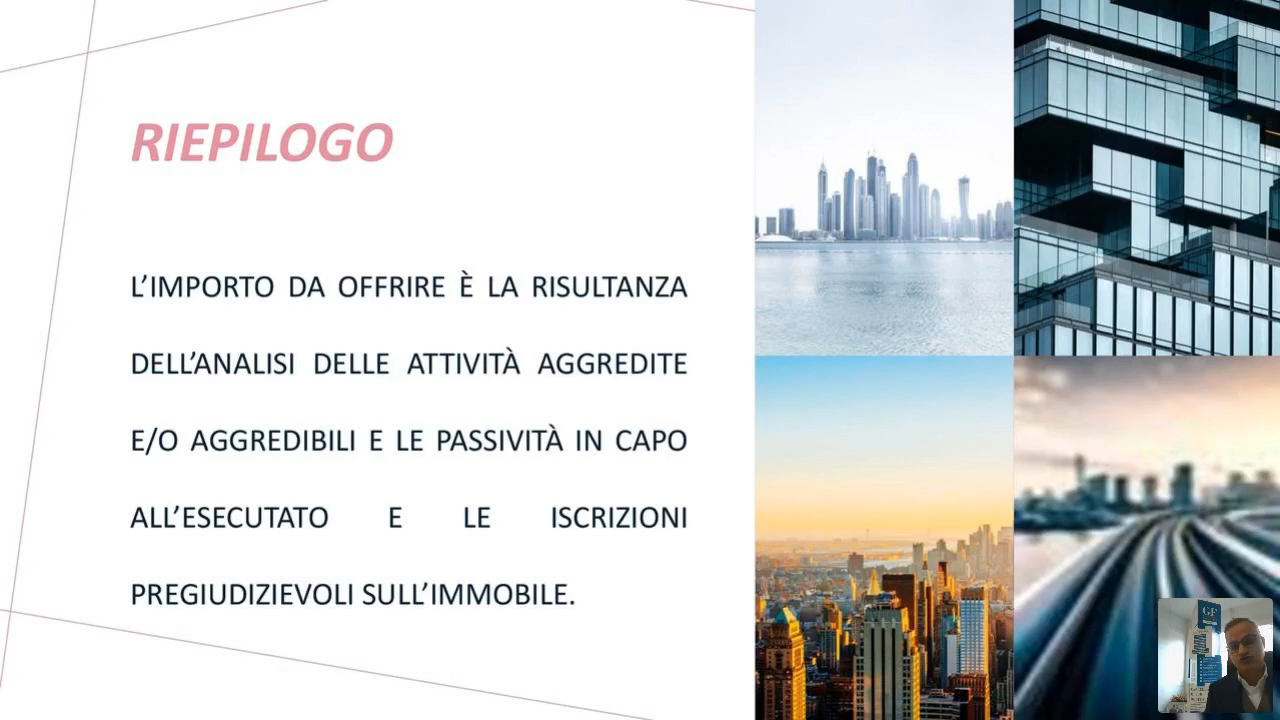 RIEPILOGO
L’IMPORTO DA OFFRIRE È LA RISULTANZA
DELL’ANALISI DELLE ATTIVITÀ AGGREDITE
E/O AGGREDIBILI E LE PASSIVITÀ IN CAPO
ALL’ESECUTATO E LE ISCRIZIONI
PREGIUDIZIEVOLI SULL’IMMOBILE.
GF